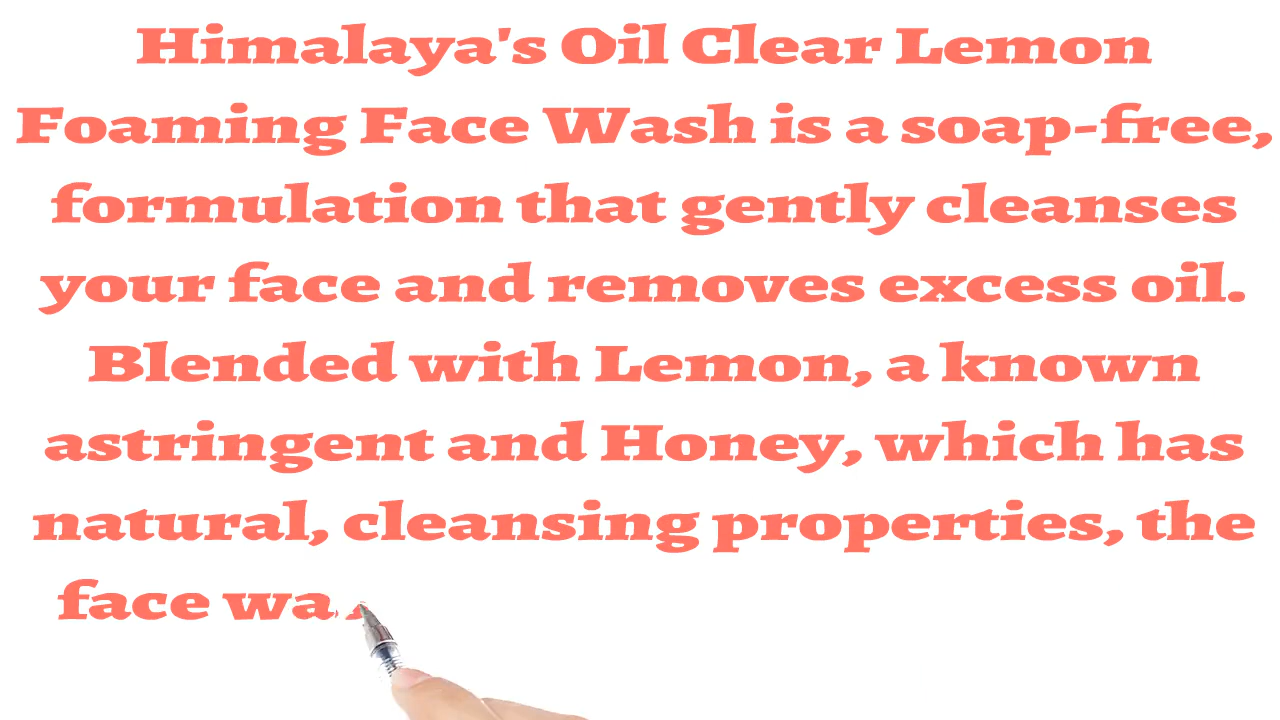 Himalaya's Oil Clear Lemon
Foaming Face Wash is a soap-free,
formulation that gently cleanses
your face and removes excess oil.
Blended with Lemon, a known
astringent and Honey, which has
natural, cleansing properties, the
face wa